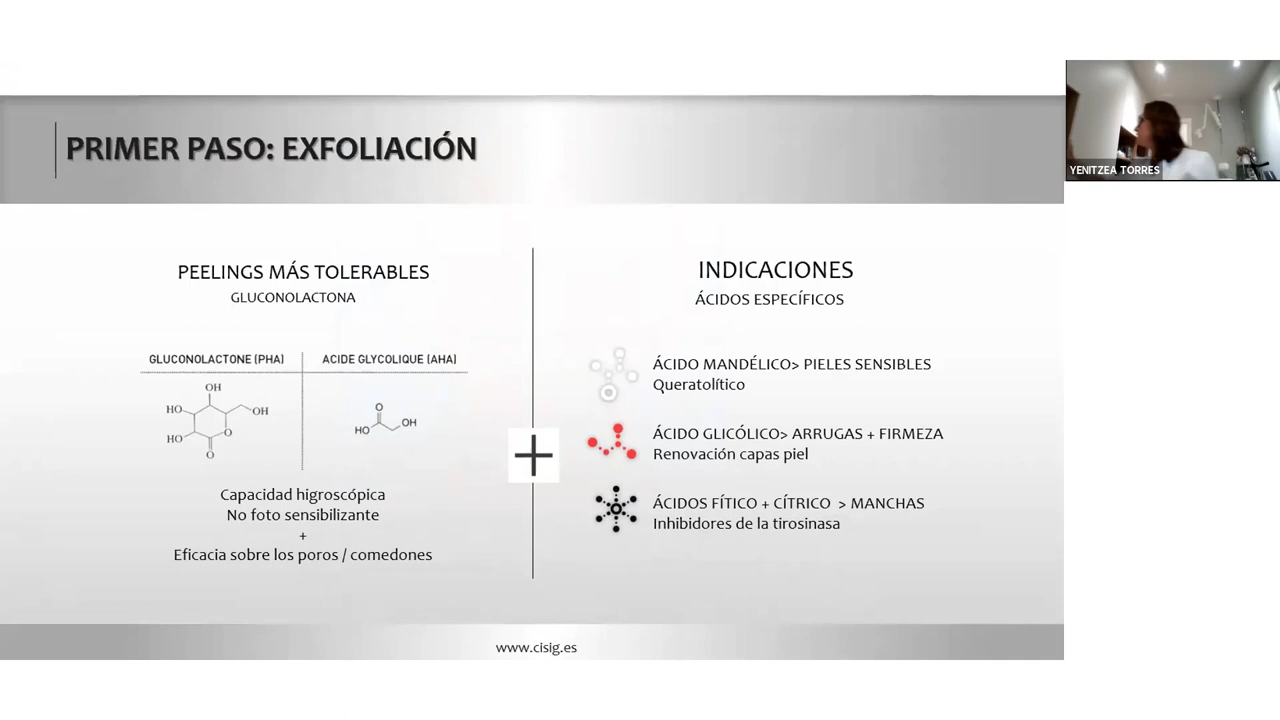 PRIMER PASO: EXFOLIACIÓN
YENITZEA TORRES
PEELINGS MÁS TOLERABLES
GLUCONOLACTONA
GLUCONOLACTONE (PHA)
ACIDE GLYCOLIQUE (AHA)
OH
HO
OH
HO
O
O
O
OH
HO
Capacidad higroscópica
No foto sensibilizante
+
Eficacia sobre los poros / comedones
+
INDICACIONES
ÁCIDOS ESPECÍFICOS
ÁCIDO MANDÉLICO> PIELES SENSIBLES
Queratolítico
ÁCIDO GLICÓLICO> ARRUGAS + FIRMEZA
Renovación capas piel
ÁCIDOS FÍTICO + CÍTRICO > MANCHAS
Inhibidores de la tirosinasa
www.cisig.es